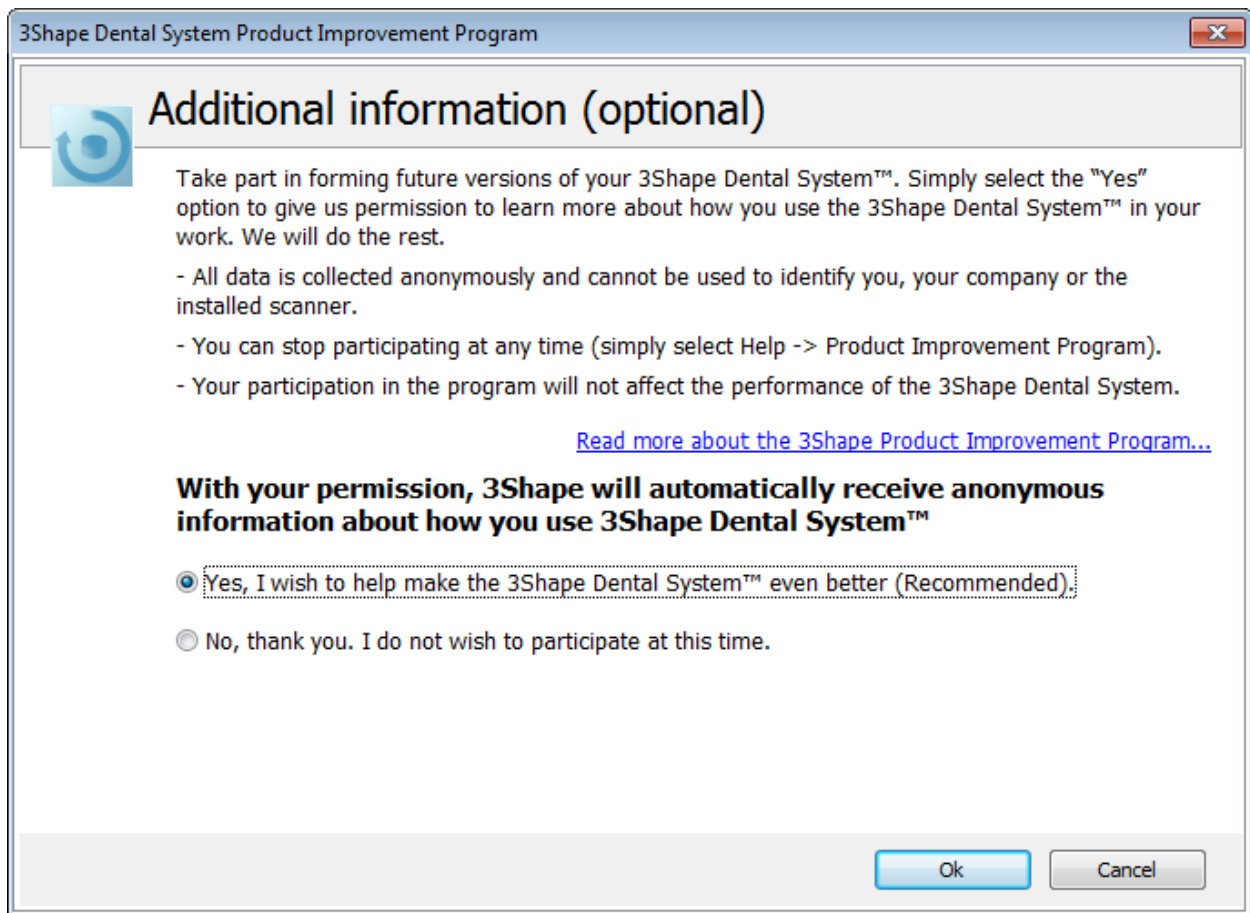 3Shape Dental System Product Improvement Program
Additional information (optional)
Take part in forming future versions of your 3Shape Dental System™. Simply select the “Yes”
option to give us permission to learn more about how you use the 3Shape Dental System™ in your
work. We will do the rest.
- All data is collected anonymously and cannot be used to identify you, your company or the
installed scanner.
- You can stop participating at any time (simply select Help -> Product Improvement Program).
- Your participation in the program will not affect the performance of the 3Shape Dental System.
Read more about the 3Shape Product Improvement Program...
With your permission, 3Shape will automatically receive anonymous
information about how you use 3Shape Dental System™
Yes, I wish to help make the 3Shape Dental System™ even better (Recommended).
No, thank you. I do not wish to participate at this time.
Ok Cancel